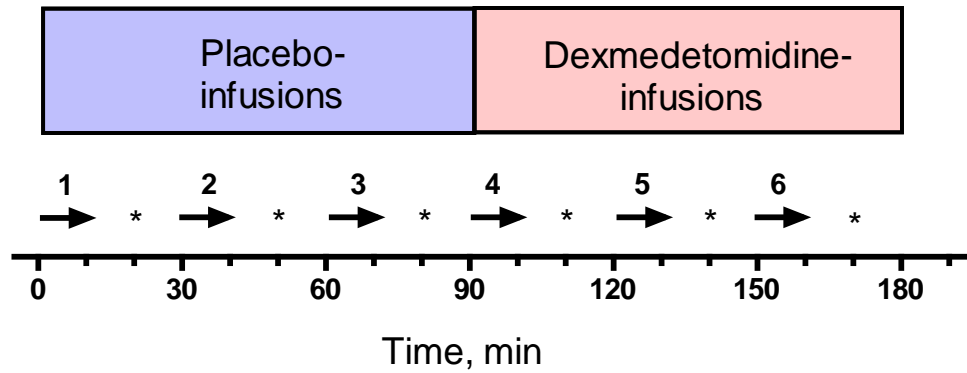 Placebo-
infusions
Dexmedetomidine-
infusions
1 2 3 4 5 6
* * * * * *
0 30 60 90 120 150 180
Time, min